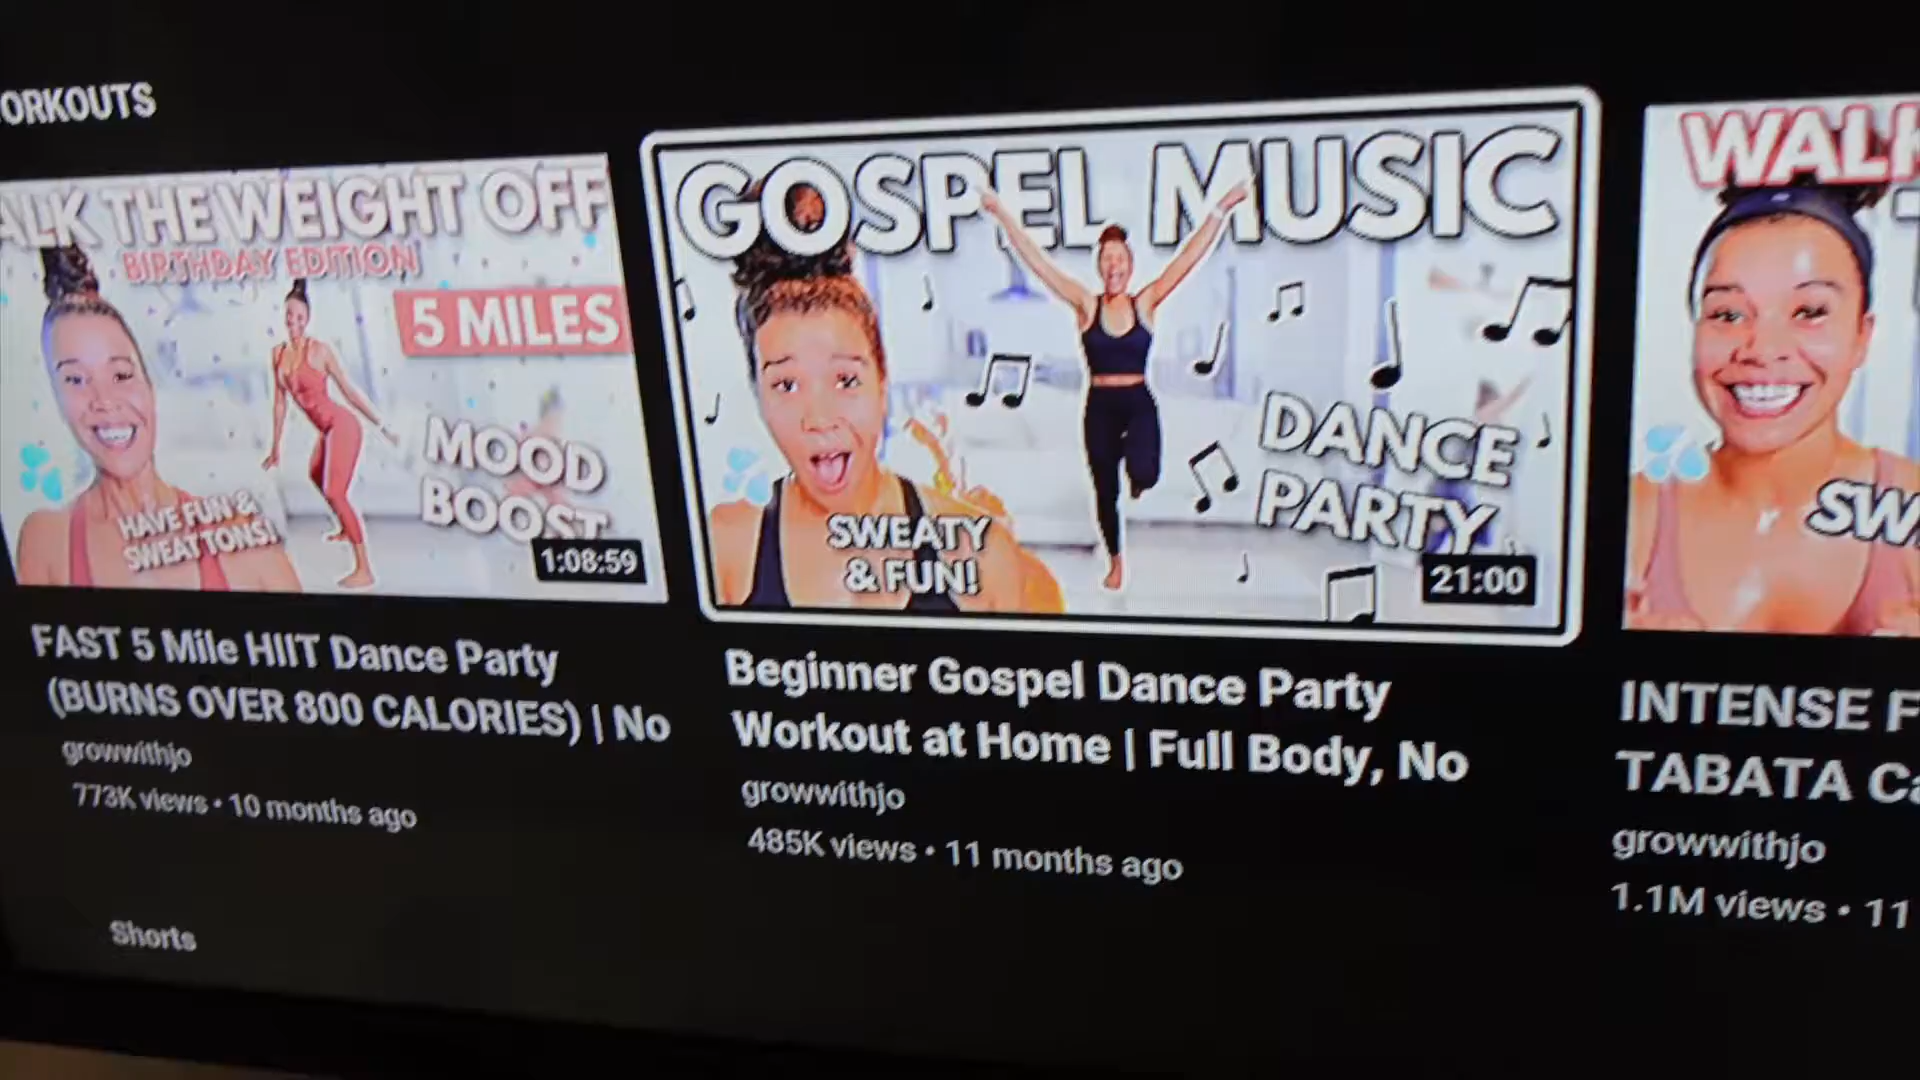 ORKOUTS
ALK THE WEIGHT OFF
BIRTHDAY EDITION
5 MILES
MOOD
BOOST
HAVE FUN &
SWEAT TONS!
1:08:59
FAST 5 Mile HIIT Dance Party
(BURNS OVER 800 CALORIES) | No
growwithjo
773K views • 10 months ago
GOSPEL MUSIC
DANCE
PARTY
SWEATY
& FUN!
21:00
Beginner Gospel Dance Party
Workout at Home | Full Body, No
growwithjo
485K views • 11 months ago
WALK
SW
INTENSE F
TABATA Ca
growwithjo
1.1M views • 11
Shorts